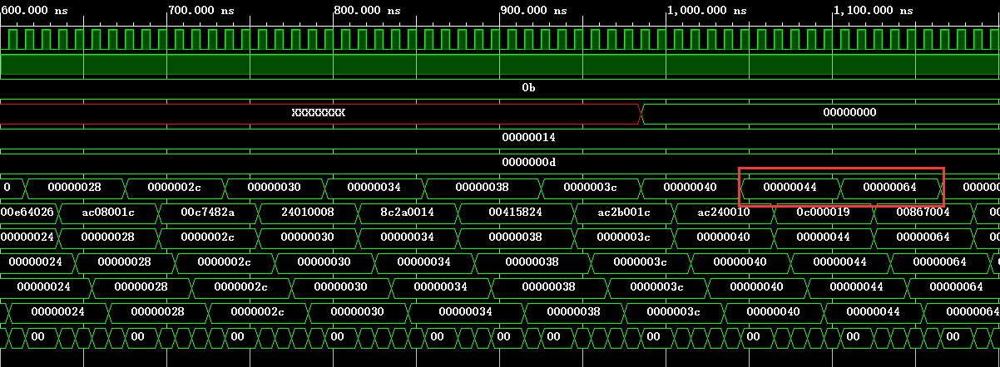 600.000 ns 700.000 ns 800.000 ns 900.000 ns 1,000.000 ns 1,100.000 ns
0b
XXXXXXXX 00000000
00000014
0000000d
0 00000028 0000002c 00000030 00000034 00000038 0000003c 00000040 00000044 00000064 000000
00e64026 ac08001c 00c7482a 24010008 8c2a0014 00415824 ac2b001c ac240010 0c000019 00867004 00
00000024 00000028 0000002c 00000030 00000034 00000038 0000003c 00000040 00000044 00000064 00
00000024 00000028 0000002c 00000030 00000034 00000038 0000003c 00000040 00000044 00000064
00000024 00000028 0000002c 00000030 00000034 00000038 0000003c 00000040 00000044 00000064
00000024 00000028 0000002c 00000030 00000034 00000038 0000003c 00000040 00000044 00000064
00 00 00 00 00 00 00 00 00 00 00